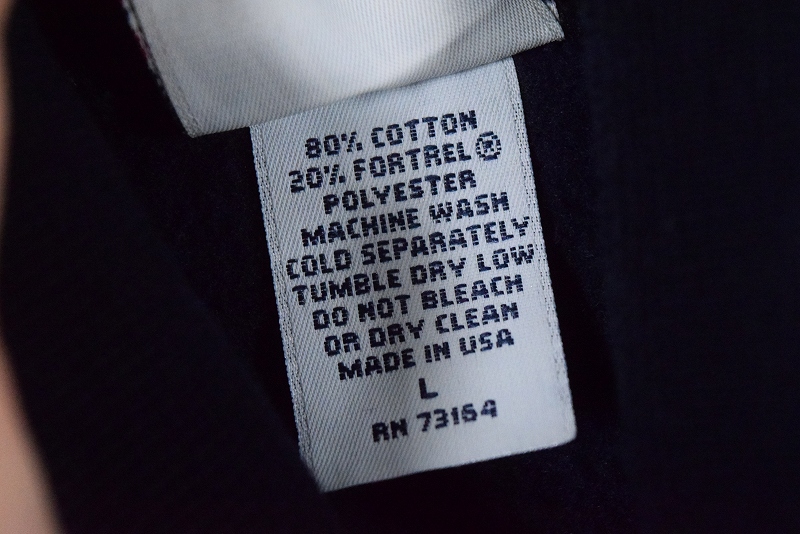 80% COTTON
20% FORTREL®
POLYESTER
MACHINE WASH
COLD SEPARATELY
TUMBLE DRY LOW
DO NOT BLEACH
OR DRY CLEAN
MADE IN USA
L
RN 73164